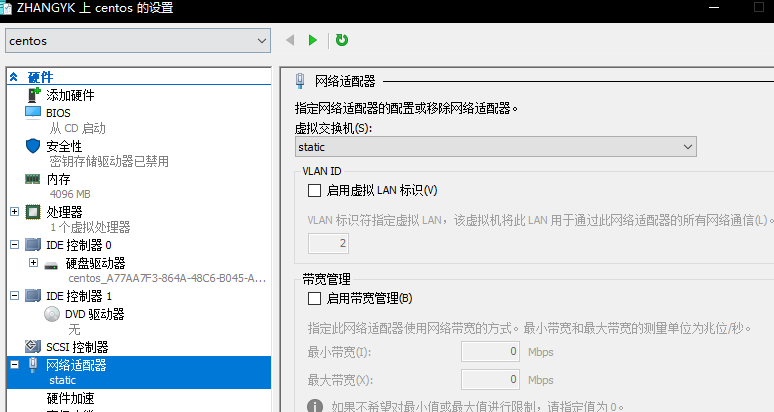 ZHANGYK 上 centos 的设置
centos
硬件
添加硬件
BIOS
从 CD 启动
安全性
密钥存储驱动器已禁用
内存
4096 MB
处理器
1 个虚拟处理器
IDE 控制器 0
硬盘驱动器
centos_A77AA7F3-864A-48C6-B045-A...
IDE 控制器 1
DVD 驱动器
无
SCSI 控制器
网络适配器
static
硬件加速
网络适配器
指定网络适配器的配置或移除网络适配器。
虚拟交换机(S):
static
VLAN ID
启用虚拟 LAN 标识(V)
VLAN 标识符指定虚拟 LAN，该虚拟机将此 LAN 用于通过此网络适配器的所有网络通信(L)。
2
带宽管理
启用带宽管理(B)
指定此网络适配器使用网络带宽的方式。最小带宽和最大带宽的测量单位为兆位/秒。
最小带宽(I):
0 Mbps
最大带宽(X):
0 Mbps
如果不希望对最小值或最大值进行限制，请指定值为 0。